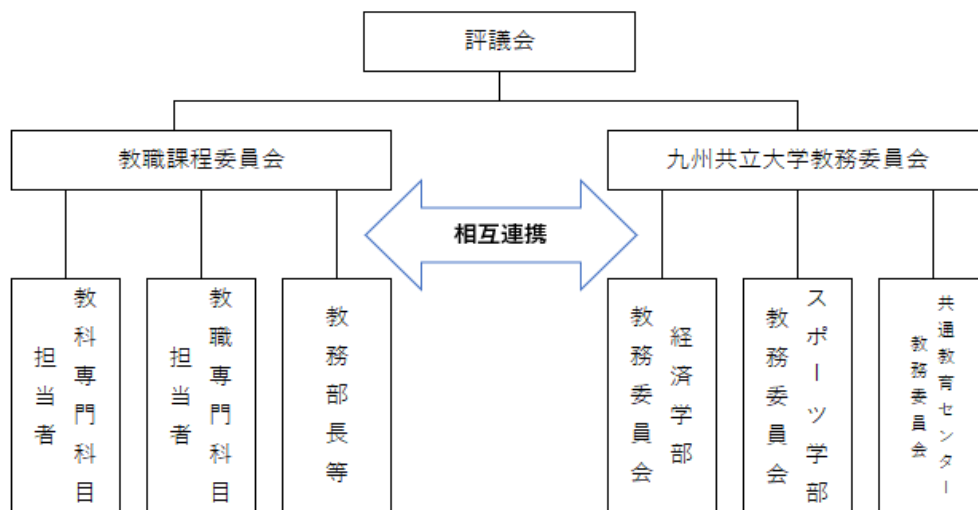 評議会
教職課程委員会
九州共立大学教務委員会
相互連携
教科専門科目
担当者
教職専門科目
担当者
教務部長等
経済学部
教務委員会
スポーツ学部
教務委員会
共通教育センター
教務委員会